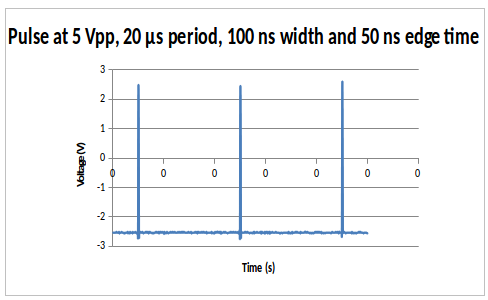 Pulse at 5 Vpp, 20 µs period, 100 ns width and 50 ns edge time
3
2
1
0
0 0 0 0 0 0 0
-1
-2
-3
Voltage (V)
Time (s)